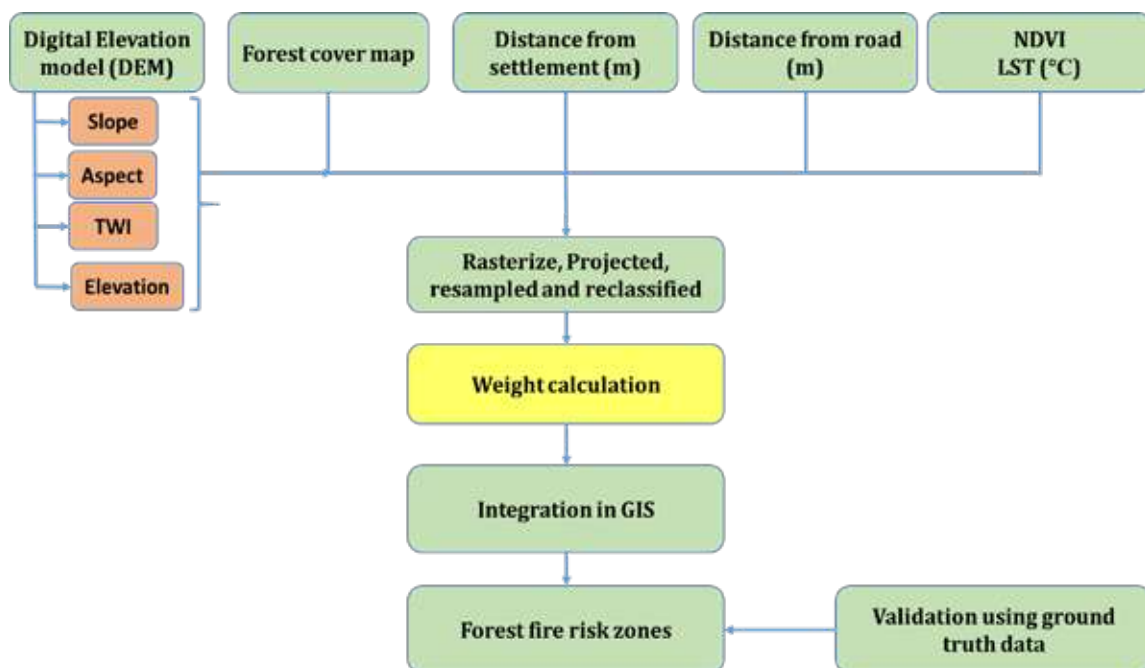 Digital Elevation
model (DEM)
Forest cover map
Distance from
settlement (m)
Distance from road
(m)
NDVI
LST (°C)
Slope
Aspect
TWI
Elevation
Rasterize, Projected,
resampled and reclassified
Weight calculation
Integration in GIS
Forest fire risk zones
Validation using ground
truth data